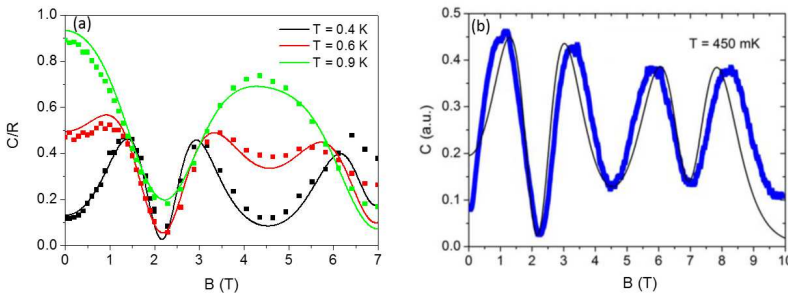 (a)
T = 0.4 K
T = 0.6 K
T = 0.9 K
C/R
1.0
0.8
0.6
0.4
0.2
0.0
0 1 2 3 4 5 6 7
B (T)
(b)
T = 450 mK
C (a.u.)
0.5
0.4
0.3
0.2
0.1
0.0
0 1 2 3 4 5 6 7 8 9 10
B (T)